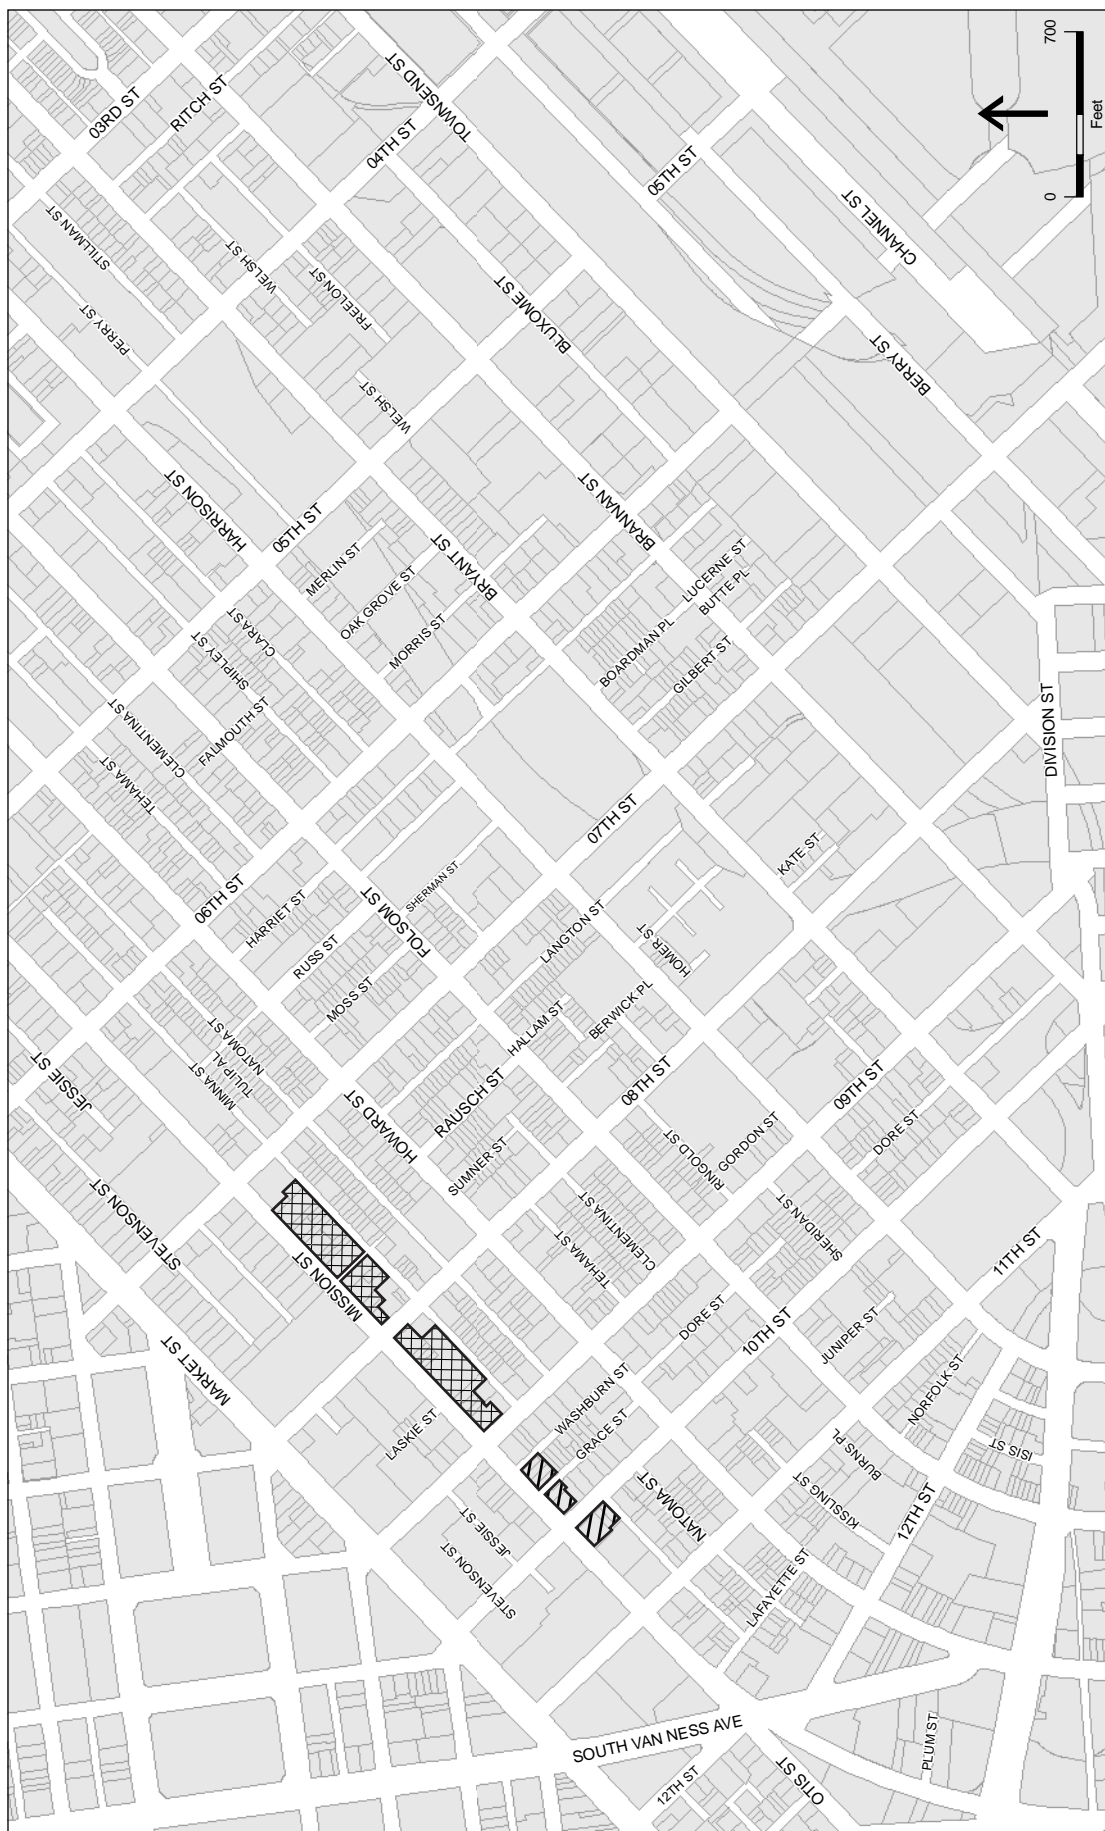 03RD ST
RITCH ST
TOWNSEND ST
04TH ST
STILLMAN ST
05TH ST
700
Feet
0
WELSH ST
FREELON ST
PERRY ST
CHANNEL ST
BLUXOME ST
BERRY ST
WELSH ST
HARRISON ST
05TH ST
MERLIN ST
BRYANT ST
BRANNAN ST
OAK GROVE ST
LUCERNE ST
BUTTE PL
CLARA ST
SHIPLEY ST
MORRIS ST
BOARDMAN PL
GILBERT ST
CLEMENTINA ST
FALMOUTH ST
TEHAMA ST
DIVISION ST
07TH ST
KATE ST
06TH ST
HARRIET ST
FOLSOM ST
SHERMAN ST
RUSS ST
MOSS ST
LANGTON ST
HOMER ST
NATOMA ST
TULIP AL
MINNA ST
JESSIE ST
HALLAM ST
BERWICK PL
HOWARD ST
RAUSCH ST
08TH ST
09TH ST
SUMNER ST
RINGOLD ST
GORDON ST
DORE ST
STEVENSON ST
CLEMENTINA ST
TEHAMA ST
SHERIDAN ST
11TH ST
MISSION ST
DORE ST
10TH ST
JUNIPER ST
MARKET ST
LASKIE ST
WASHBURN ST
GRACE ST
NORFOLK ST
ISIS ST
BURNS PL
KISSLING ST
12TH ST
NATOMA ST
JESSIE ST
STEVENSON ST
LAFAYETTE ST
SOUTH VAN NESS AVE
PLUM ST
12TH ST
OTIS ST